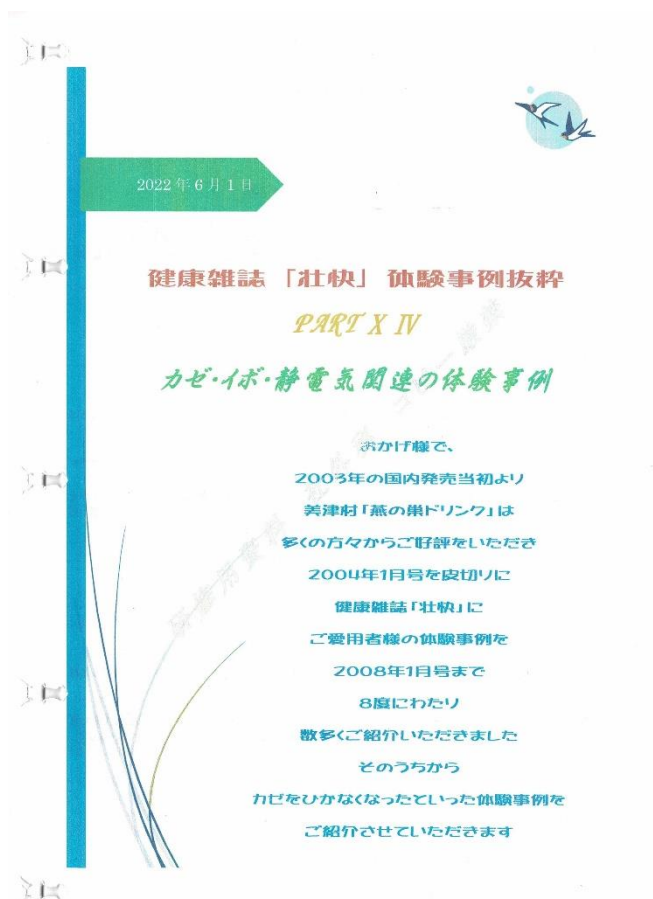 2022年6月1日
健康雑誌「壮快」体験事例抜粋
PART X IV
カゼ・イボ・静電気関連の体験事例
おかげ様で、
2003年の国内発売当初より
美津村「燕の巣ドリンク」は
多くの方々からご好評をいただき
2004年1月号を皮切りに
健康雑誌「壮快」に
ご愛用者様の体験事例を
2008年1月号まで
8度にわたり
数多くご紹介いただきました
そのうちから
カゼをひかなくなったといった体験事例を
ご紹介させていただきます